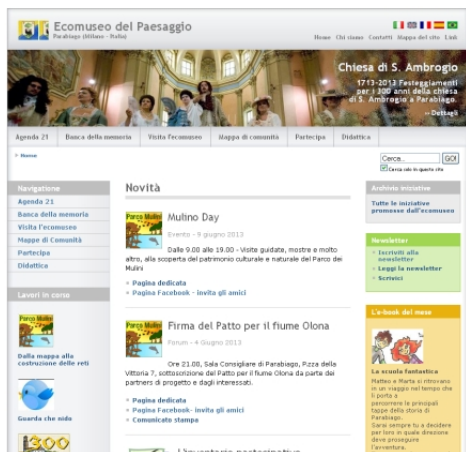 Ecomuseo del Paesaggio
Parabiago (Milano - Italia)
Home Chi siamo Contatti Mappa del sito Link
Chiesa di S. Ambrogio
1713-2013 Festeggiamenti
per i 300 anni della chiesa
di S. Ambrogio a Parabiago.
-- Dettagli
Agenda 21 Banca della memoria Visita l'ecomuseo Mappa di comunità Partecipa Didattica
Home
Cerca... GO!
Cerca solo in questo sito
Navigazione
Agenda 21
Banca della memoria
Visita l'ecomuseo
Mappe di Comunità
Partecipa
Didattica
Lavori in corso
Parco Mulini
Dalla mappa alla
costruzione delle reti
Guarda che nido
300
Novità
Parco Mulini
Mulino Day
Evento - 9 giugno 2013
Dalle 9.00 alle 19.00 - Visite guidate, mostre e molto
altro, alla scoperta del patrimonio culturale e naturale del Parco dei
Mulini
Pagina dedicata
Pagina Facebook - invita gli amici
Parco Mulini
Firma del Patto per il fiume Olona
Forum - 4 Giugno 2013
Ore 21.00, Sala Consigliare di Parabiago, P.zza della
Vittoria 7, sottoscrizione del Patto per il fiume Olona da parte dei
partners di progetto e dagli interessati.
Pagina dedicata
Pagina Facebook- invita gli amici
Comunicato stampa
L'inventario partecipativo
Archivio iniziative
Tutte le iniziative
promosse dall'ecomuseo
Newsletter
Iscriviti alla
newsletter
Leggi la newsletter
Scrivici
L'e-book del mese
La scuola fantastica
Matteo e Marta si ritrovano
in un viaggio nel tempo che
li porta a
percorrere le principali
tappe della storia di
Parabiago.
Sarai sempre tu a decidere
per loro in quale direzione
deve proseguire
l'avventura.